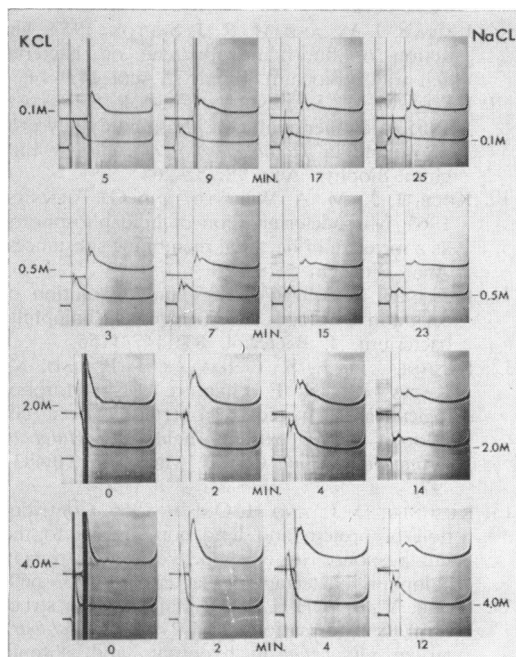 KCL NaCL
0.1M
0.1M
5 9 MIN. 17 25
0.5M
0.5M
3 7 MIN. 15 23
2.0M
2.0M
0 2 MIN. 4 14
4.0M
4.0M
0 2 MIN. 4 12